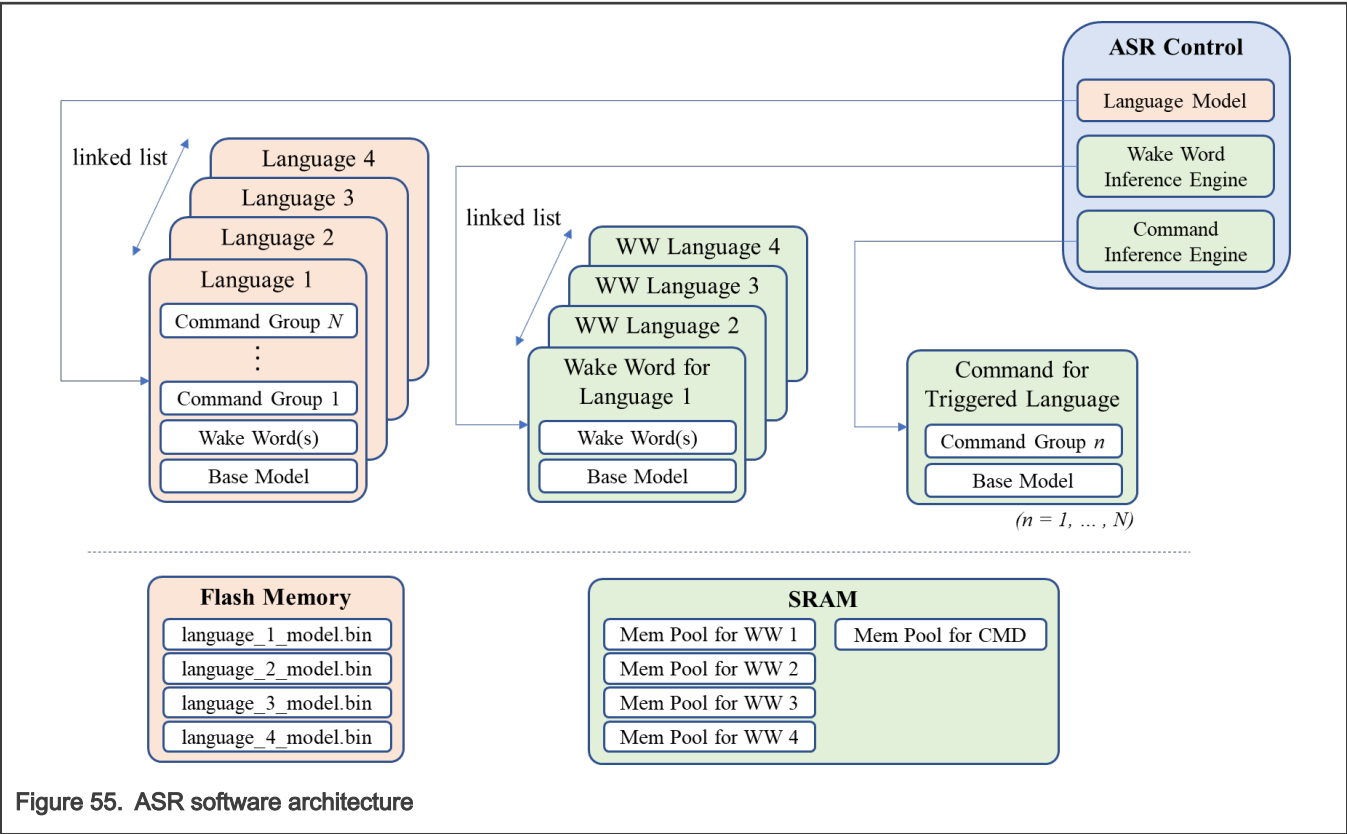 ASR Control
Language Model
Wake Word
Inference Engine
Command
Inference Engine
linked list
Language 4
Language 3
Language 2
Language 1
Command Group N
⋮
Command Group 1
Wake Word(s)
Base Model
linked list
WW Language 4
WW Language 3
WW Language 2
Wake Word for
Language 1
Wake Word(s)
Base Model
Command for
Triggered Language
Command Group n
Base Model
(n = 1, ... , N)
Flash Memory
language_1_model.bin
language_2_model.bin
language_3_model.bin
language_4_model.bin
SRAM
Mem Pool for WW 1
Mem Pool for WW 2
Mem Pool for WW 3
Mem Pool for WW 4
Mem Pool for CMD
Figure 55. ASR software architecture